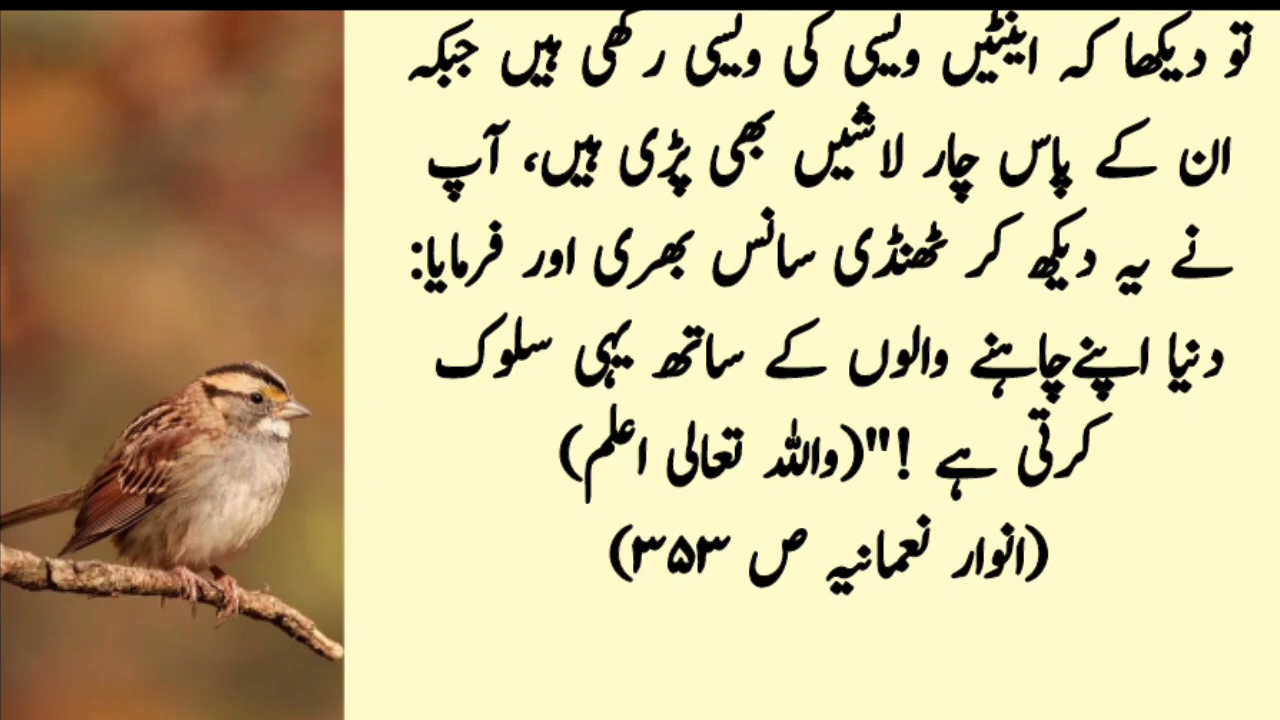 تو دیکھا کہ اینٹیں ویسی کی ویسی رکھی ہیں جبکہ
ان کے پاس چار لاشیں بھی پڑی ہیں، آپ
نے یہ دیکھ کر ٹھنڈی سانس بھری اور فرمایا:
دنیا اپنےچاہنے والوں کے ساتھ یہی سلوک
کرتی ہے !"(واللہ تعالی اعلم)
(انوار نعمانیہ ص ۳۵۳)